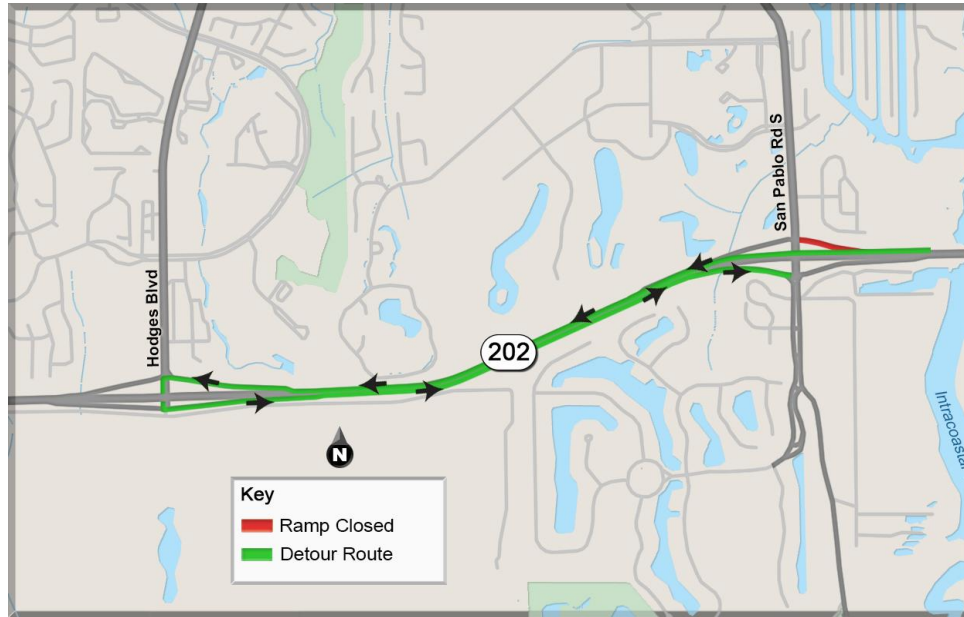 San Pablo Rd S
Hodges Blvd
202
Intracoastal
N
Key
Ramp Closed
Detour Route